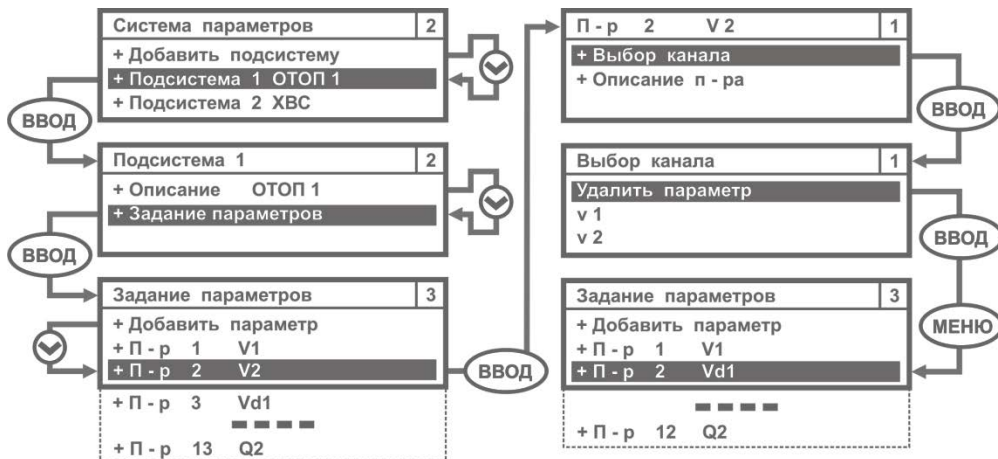 Система параметров 2
+ Добавить подсистему
+ Подсистема 1 ОТОП 1
+ Подсистема 2 ХВС
ВВОД
Подсистема 1 2
+ Описание ОТОП 1
+ Задание параметров
ВВОД
Задание параметров 3
+ Добавить параметр
+ П - р 1 V1
+ П - р 2 V2
+ П - р 3 Vd1
+ П - р 13 Q2
ВВОД
П - р 2 V 2 1
+ Выбор канала
+ Описание п - ра
ВВОД
Выбор канала 1
Удалить параметр
v 1
v 2
ВВОД
МЕНЮ
Задание параметров 3
+ Добавить параметр
+ П - р 1 V1
+ П - р 2 Vd1
+ П - р 12 Q2